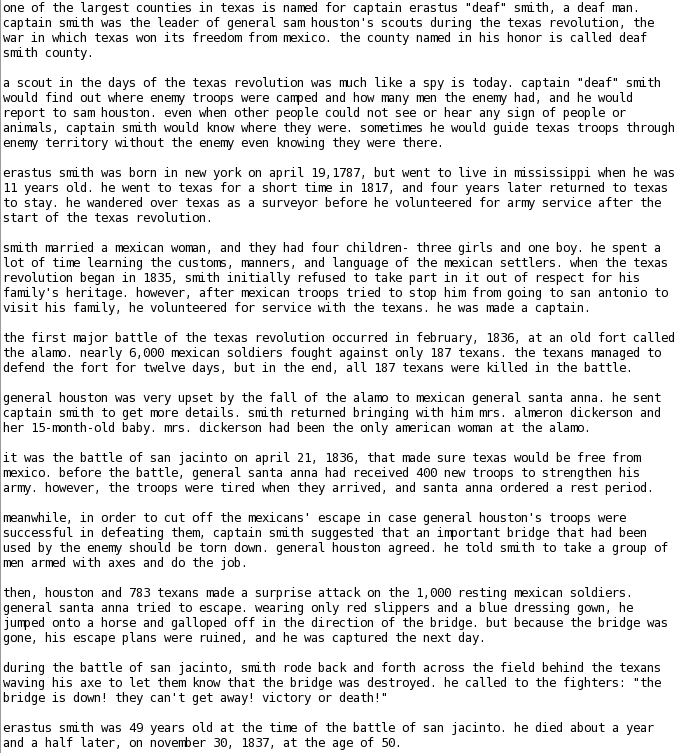 one of the largest counties in texas is named for captain erastus "deaf" smith, a deaf man.
captain smith was the leader of general sam houston's scouts during the texas revolution, the
war in which texas won its freedom from mexico. the county named in his honor is called deaf
smith county.
a scout in the days of the texas revolution was much like a spy is today. captain "deaf" smith
would find out where enemy troops were camped and how many men the enemy had, and he would
report to sam houston. even when other people could not see or hear any sign of people or
animals, captain smith would know where they were. sometimes he would guide texas troops through
enemy territory without the enemy even knowing they were there.
erastus smith was born in new york on april 19,1787, but went to live in mississippi when he was
11 years old. he went to texas for a short time in 1817, and four years later returned to texas
to stay. he wandered over texas as a surveyor before he volunteered for army service after the
start of the texas revolution.
smith married a mexican woman, and they had four children- three girls and one boy. he spent a
lot of time learning the customs, manners, and language of the mexican settlers. when the texas
revolution began in 1835, smith initially refused to take part in it out of respect for his
family's heritage. however, after mexican troops tried to stop him from going to san antonio to
visit his family, he volunteered for service with the texans. he was made a captain.
the first major battle of the texas revolution occurred in february, 1836, at an old fort called
the alamo. nearly 6,000 mexican soldiers fought against only 187 texans. the texans managed to
defend the fort for twelve days, but in the end, all 187 texans were killed in the battle.
general houston was very upset by the fall of the alamo to mexican general santa anna. he sent
captain smith to get more details. smith returned bringing with him mrs. almeron dickerson and
her 15-month-old baby. mrs. dickerson had been the only american woman at the alamo.
it was the battle of san jacinto on april 21, 1836, that made sure texas would be free from
mexico. before the battle, general santa anna had received 400 new troops to strengthen his
army. however, the troops were tired when they arrived, and santa anna ordered a rest period.
meanwhile, in order to cut off the mexicans' escape in case general houston's troops were
successful in defeating them, captain smith suggested that an important bridge that had been
used by the enemy should be torn down. general houston agreed. he told smith to take a group of
men armed with axes and do the job.
then, houston and 783 texans made a surprise attack on the 1,000 resting mexican soldiers.
general santa anna tried to escape. wearing only red slippers and a blue dressing gown, he
jumped onto a horse and galloped off in the direction of the bridge. but because the bridge was
gone, his escape plans were ruined, and he was captured the next day.
during the battle of san jacinto, smith rode back and forth across the field behind the texans
waving his axe to let them know that the bridge was destroyed. he called to the fighters: "the
bridge is down! they can't get away! victory or death!"
erastus smith was 49 years old at the time of the battle of san jacinto. he died about a year
and a half later, on november 30, 1837, at the age of 50.